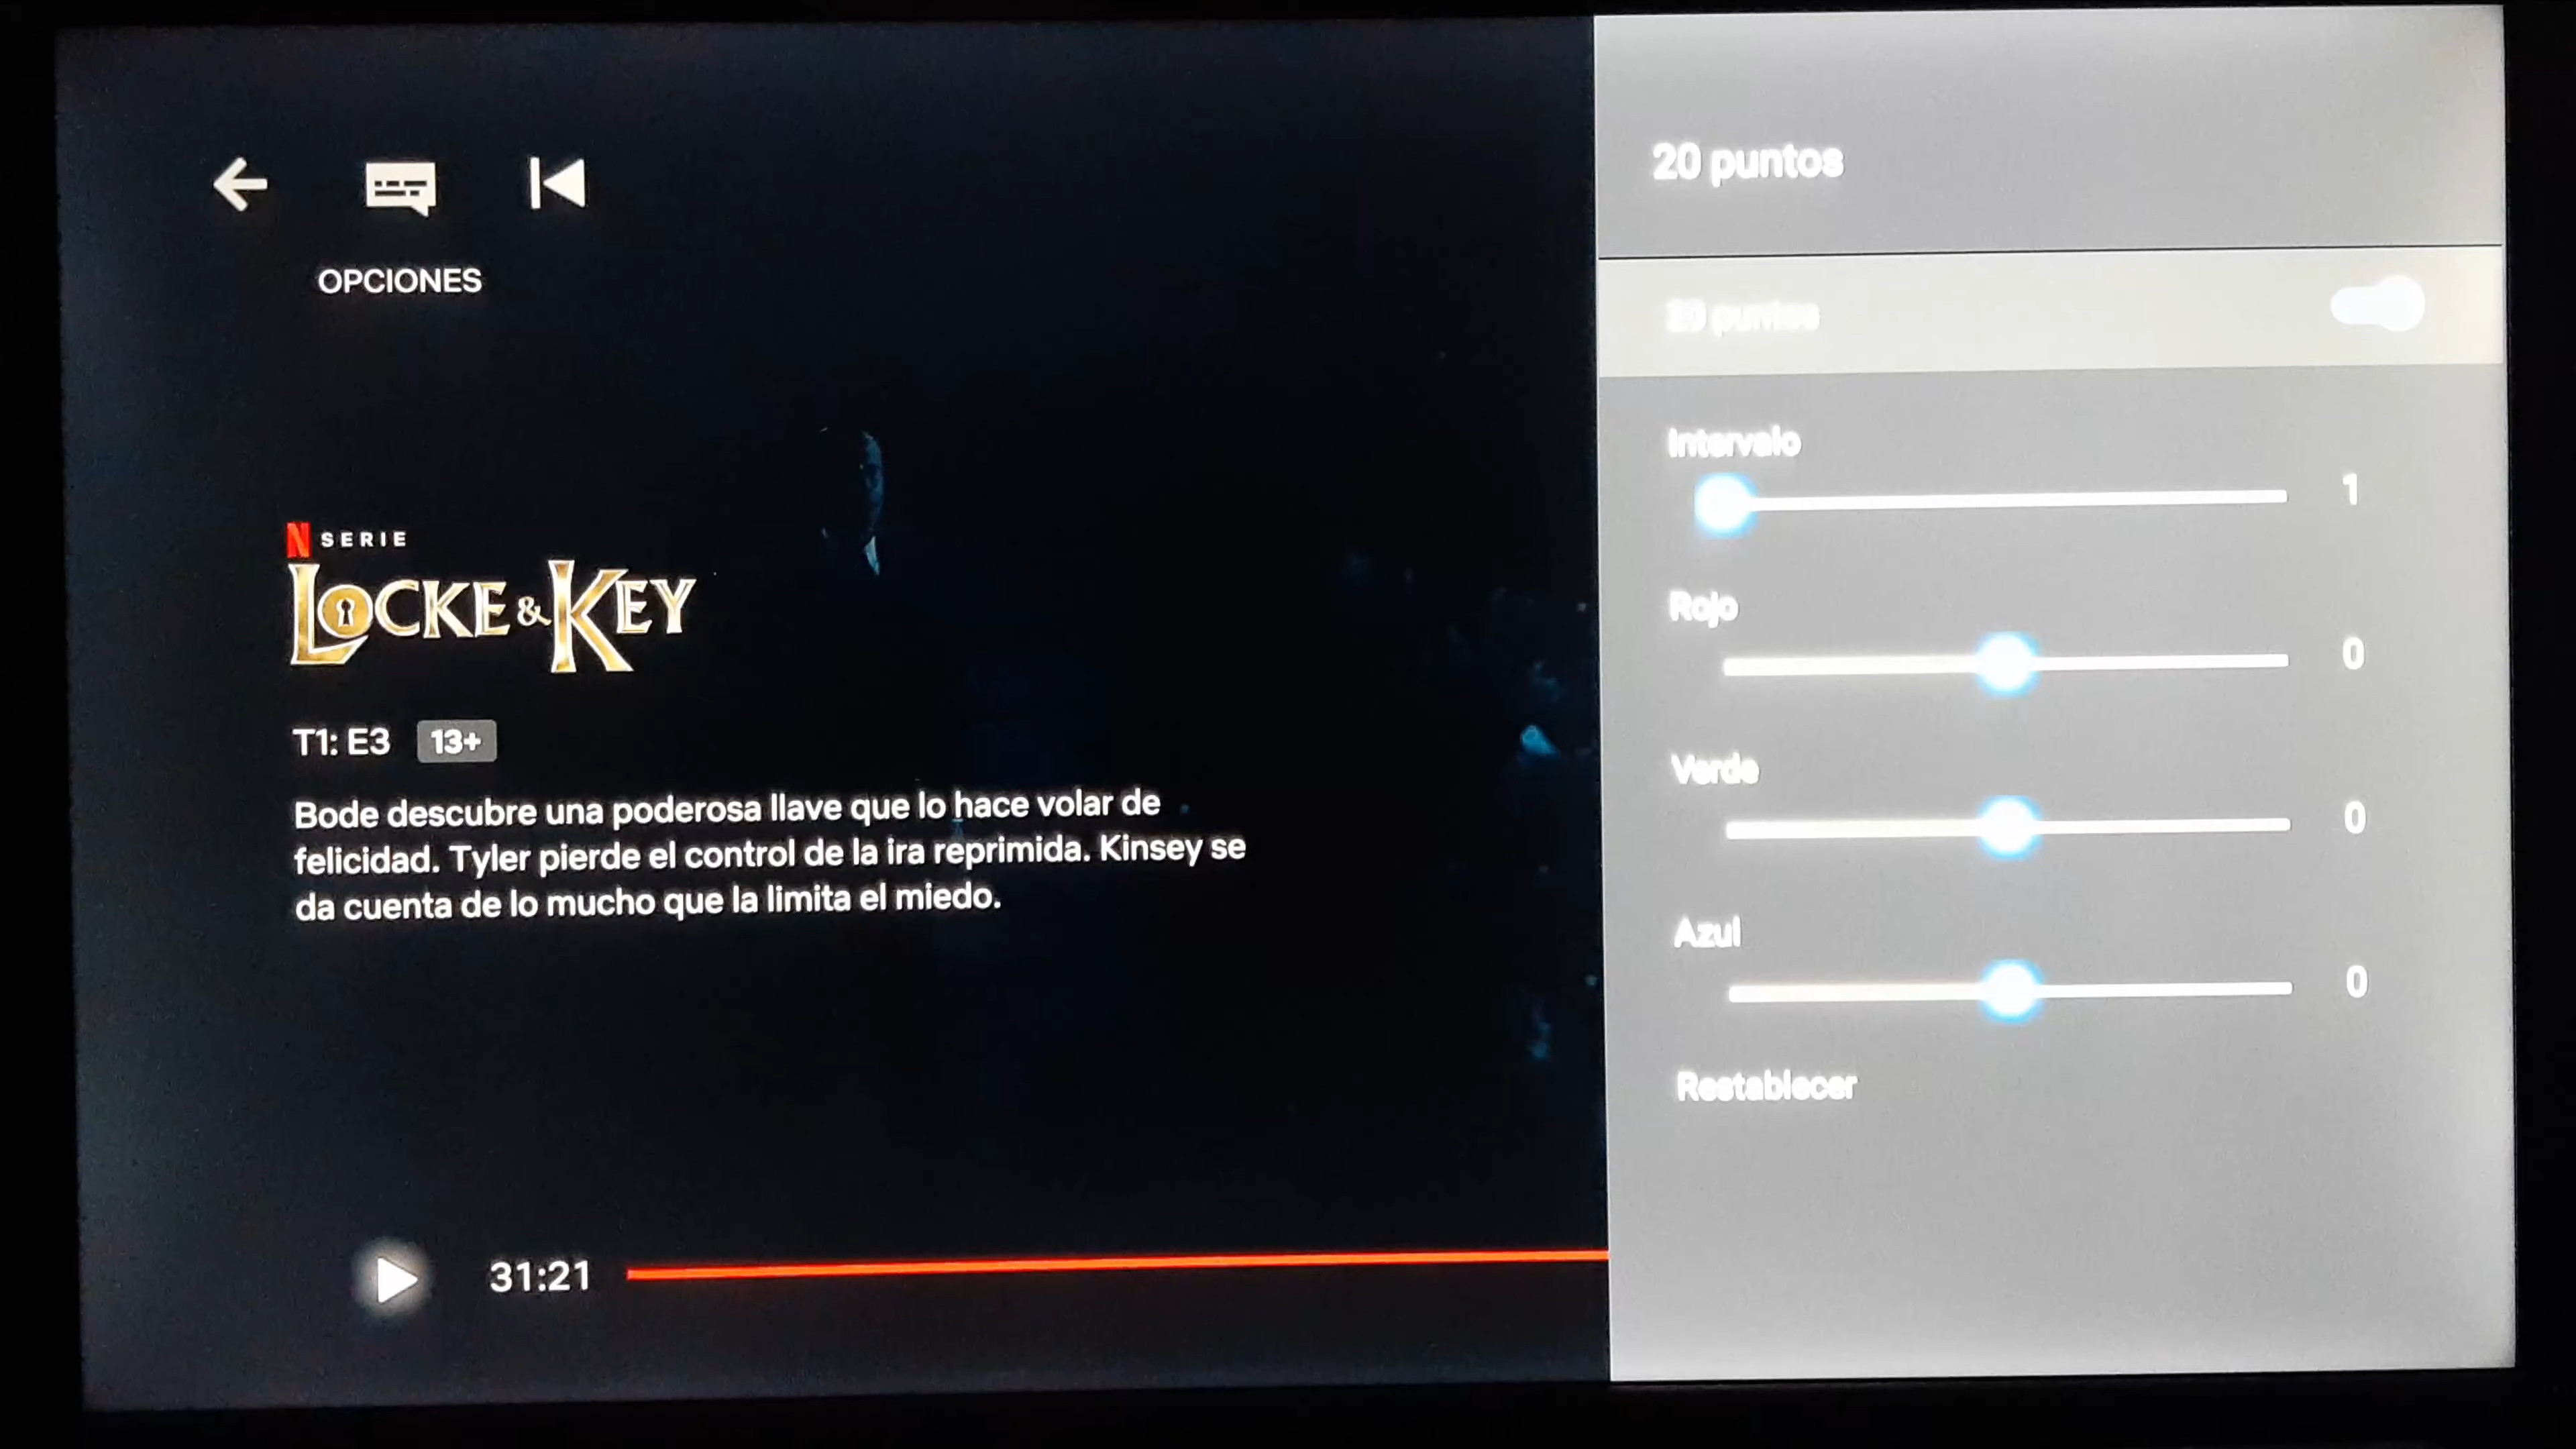 OPCIONES
N SERIE
LOCKE & KEY
T1: E3 13+
Bode descubre una poderosa llave que lo hace volar de
felicidad. Tyler pierde el control de la ira reprimida. Kinsey se
da cuenta de lo mucho que la limita el miedo.
31:21
20 puntos
20 puntos
Intervalo
1
Rojo
0
Verde
0
Azul
0
Restablecer